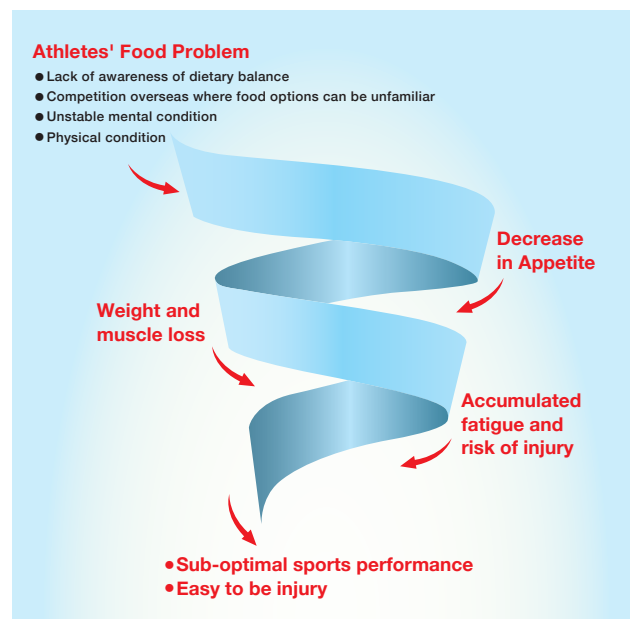 Athletes' Food Problem
● Lack of awareness of dietary balance
● Competition overseas where food options can be unfamiliar
● Unstable mental condition
● Physical condition
Decrease
in Appetite
Weight and
muscle loss
Accumulated
fatigue and
risk of injury
● Sub-optimal sports performance
● Easy to be injury